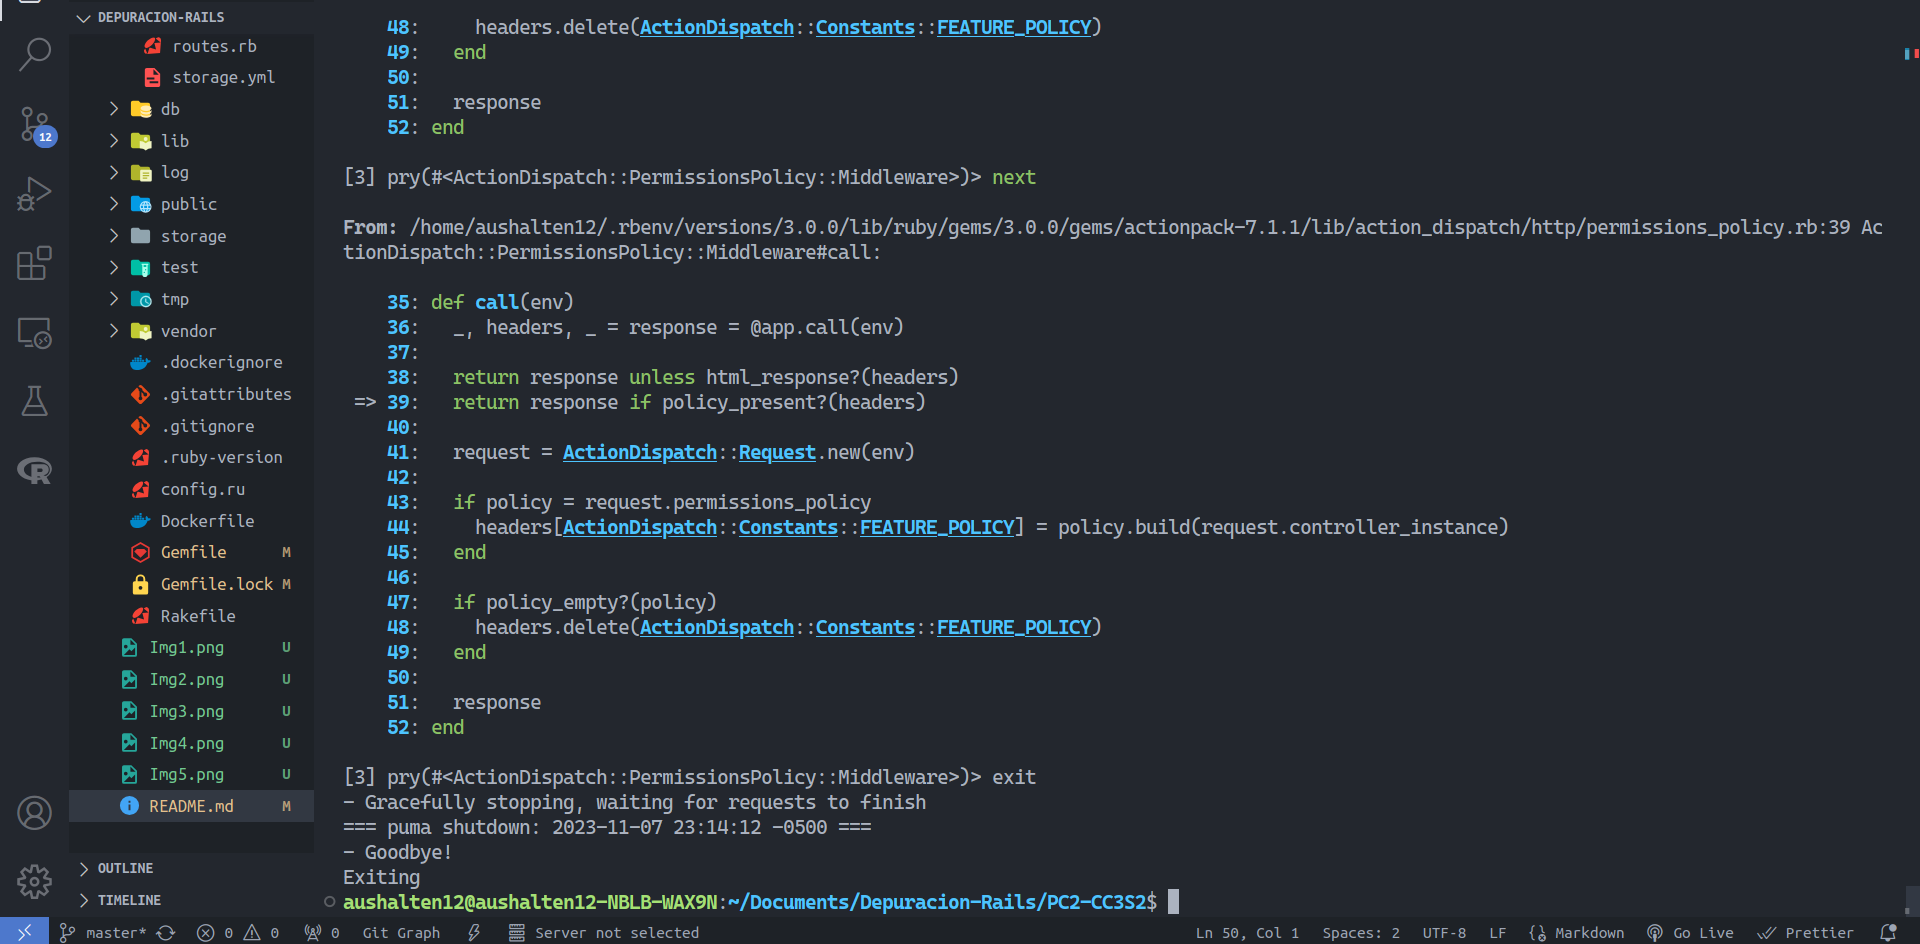 DEPURACION-RAILS
routes.rb
storage.yml
db
lib
log
public
storage
test
tmp
vendor
.dockerignore
.gitattributes
.gitignore
.ruby-version
config.ru
Dockerfile
Gemfile M
Gemfile.lock M
Rakefile
Img1.png U
Img2.png U
Img3.png U
Img4.png U
Img5.png U
README.md M
OUTLINE
TIMELINE
12
48:     headers.delete(ActionDispatch::Constants::FEATURE_POLICY)
49:   end
50:
51:   response
52: end
[3] pry(#<ActionDispatch::PermissionsPolicy::Middleware>)> next
From: /home/aushalten12/.rbenv/versions/3.0.0/lib/ruby/gems/3.0.0/gems/actionpack-7.1.1/lib/action_dispatch/http/permissions_policy.rb:39 Ac
tionDispatch::PermissionsPolicy::Middleware#call:
35: def call(env)
36:   _, headers, _ = response = @app.call(env)
37:
38:   return response unless html_response?(headers)
=> 39:   return response if policy_present?(headers)
40:
41:   request = ActionDispatch::Request.new(env)
42:
43:   if policy = request.permissions_policy
44:     headers[ActionDispatch::Constants::FEATURE_POLICY] = policy.build(request.controller_instance)
45:   end
46:
47:   if policy_empty?(policy)
48:     headers.delete(ActionDispatch::Constants::FEATURE_POLICY)
49:   end
50:
51:   response
52: end
[3] pry(#<ActionDispatch::PermissionsPolicy::Middleware>)> exit
- Gracefully stopping, waiting for requests to finish
=== puma shutdown: 2023-11-07 23:14:12 -0500 ===
- Goodbye!
Exiting
aushalten12@aushalten12-NBLB-WAX9N:~/Documents/Depuracion-Rails/PC2-CC3S2$
master* 0 0 0 Git Graph Server not selected Ln 50, Col 1 Spaces: 2 UTF-8 LF Markdown Go Live Prettier